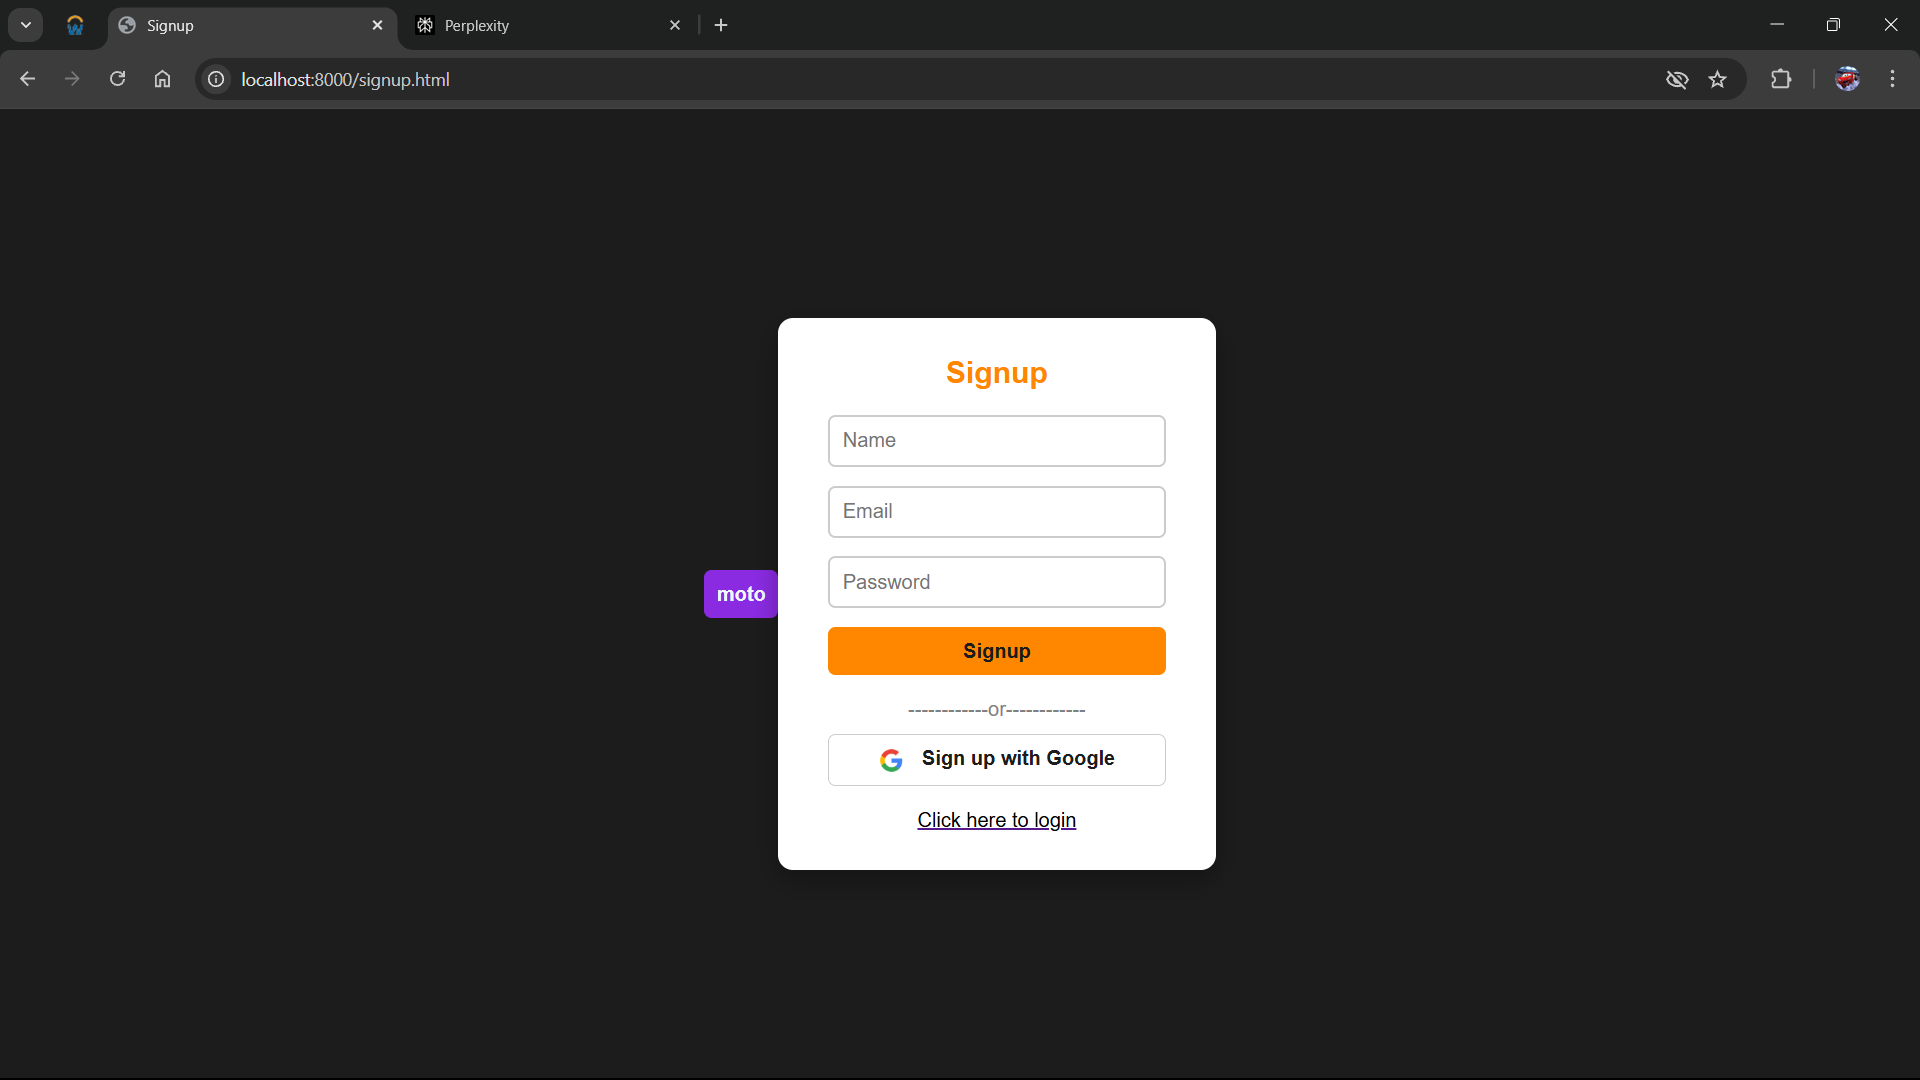 Signup
Perplexity
localhost:8000/signup.html
Signup
Name
Email
Password
moto
Signup
------------or------------
Sign up with Google
Click here to login